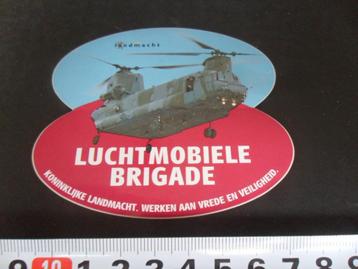 landmacht
LUCHTMOBIELE
BRIGADE
KONINKLIJKE LANDMACHT. WERKEN AAN VREDE EN VEILIGHEID.
9 10 1 2 3 4 5 6 7 8 9